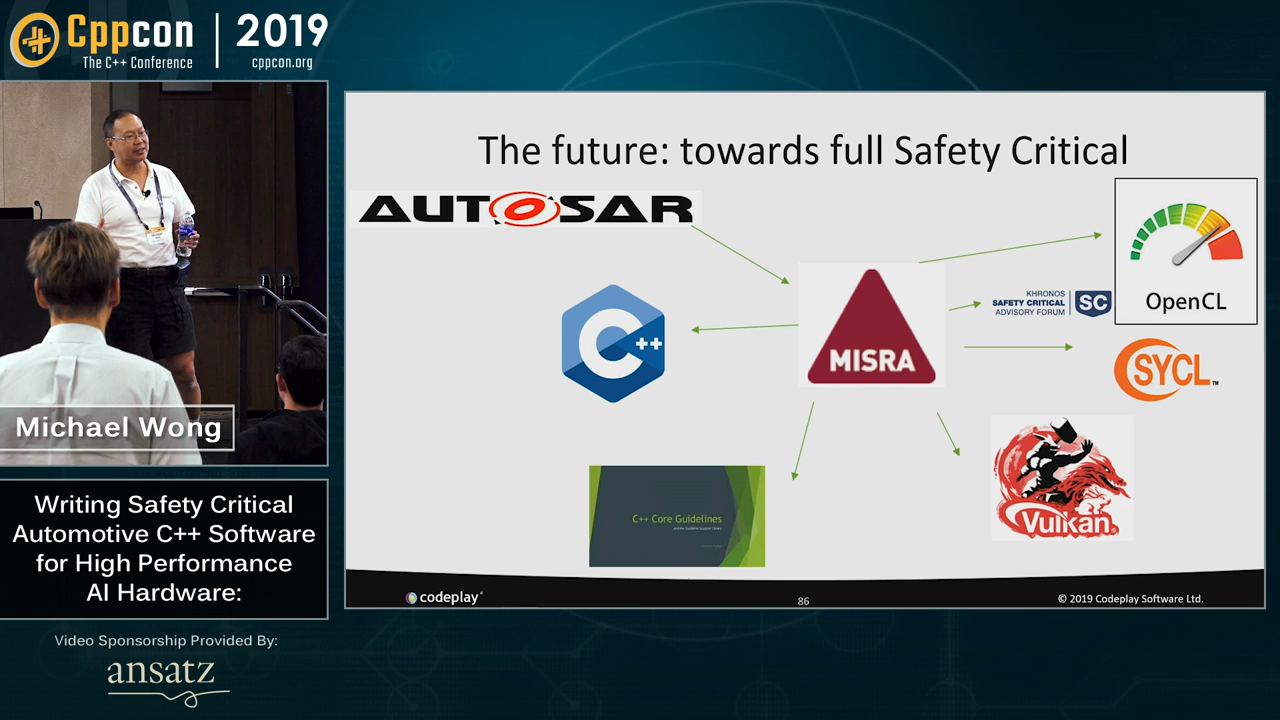 Cppcon
The C++ Conference
2019
cppcon.org
Michael Wong
Writing Safety Critical
Automotive C++ Software
for High Performance
AI Hardware:
Video Sponsorship Provided By:
ansatz
The future: towards full Safety Critical
AUTOSAR
C++
MISRA
OpenCL
KHRONOS
SAFETY CRITICAL
ADVISORY FORUM
SC
SYCL™
Vulkan®
C++ Core Guidelines
codeplay®
86
© 2019 Codeplay Software Ltd.